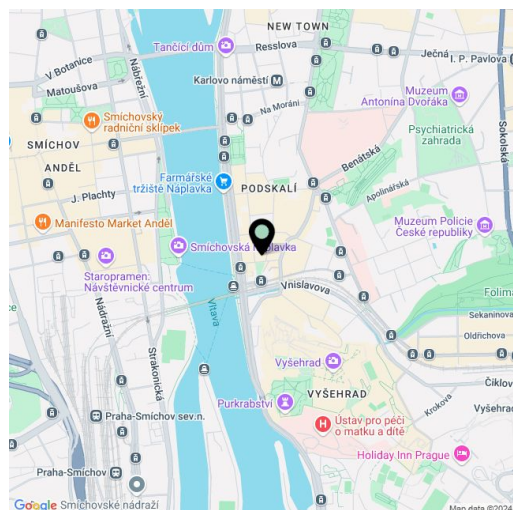 NEW TOWN
Tančící dům
Resslova
Ječná
I. P. Pavlova
V Botanice
Matoušova
Nábřežní
Karlovo náměstí
Na Moráni
Muzeum
Antonína Dvořáka
Smíchovský
radniční sklípek
SMÍCHOV
ANDĚL
Psychiatrická
zahrada
Sokolská
Benátská
Farmářské
tržiště Náplavka
PODSKALÍ
J. Plachty
Apolinářská
Manifesto Market Anděl
Muzeum Policie
České republiky
Smíchovská
Staropramen:
Návštěvnické centrum
Vnislavova
Vltava
Nádražní
Strakonická
Sekaninova
Oldřichova
Vyšehrad
VYŠEHRAD
Purkrabství
Krokova
Praha-Smíchov sev.n.
Ústav pro péči
o matku a dítě
Holiday Inn Prague
Praha-Smíchov
Smíchovské nádraží
Google
Map data ©2024